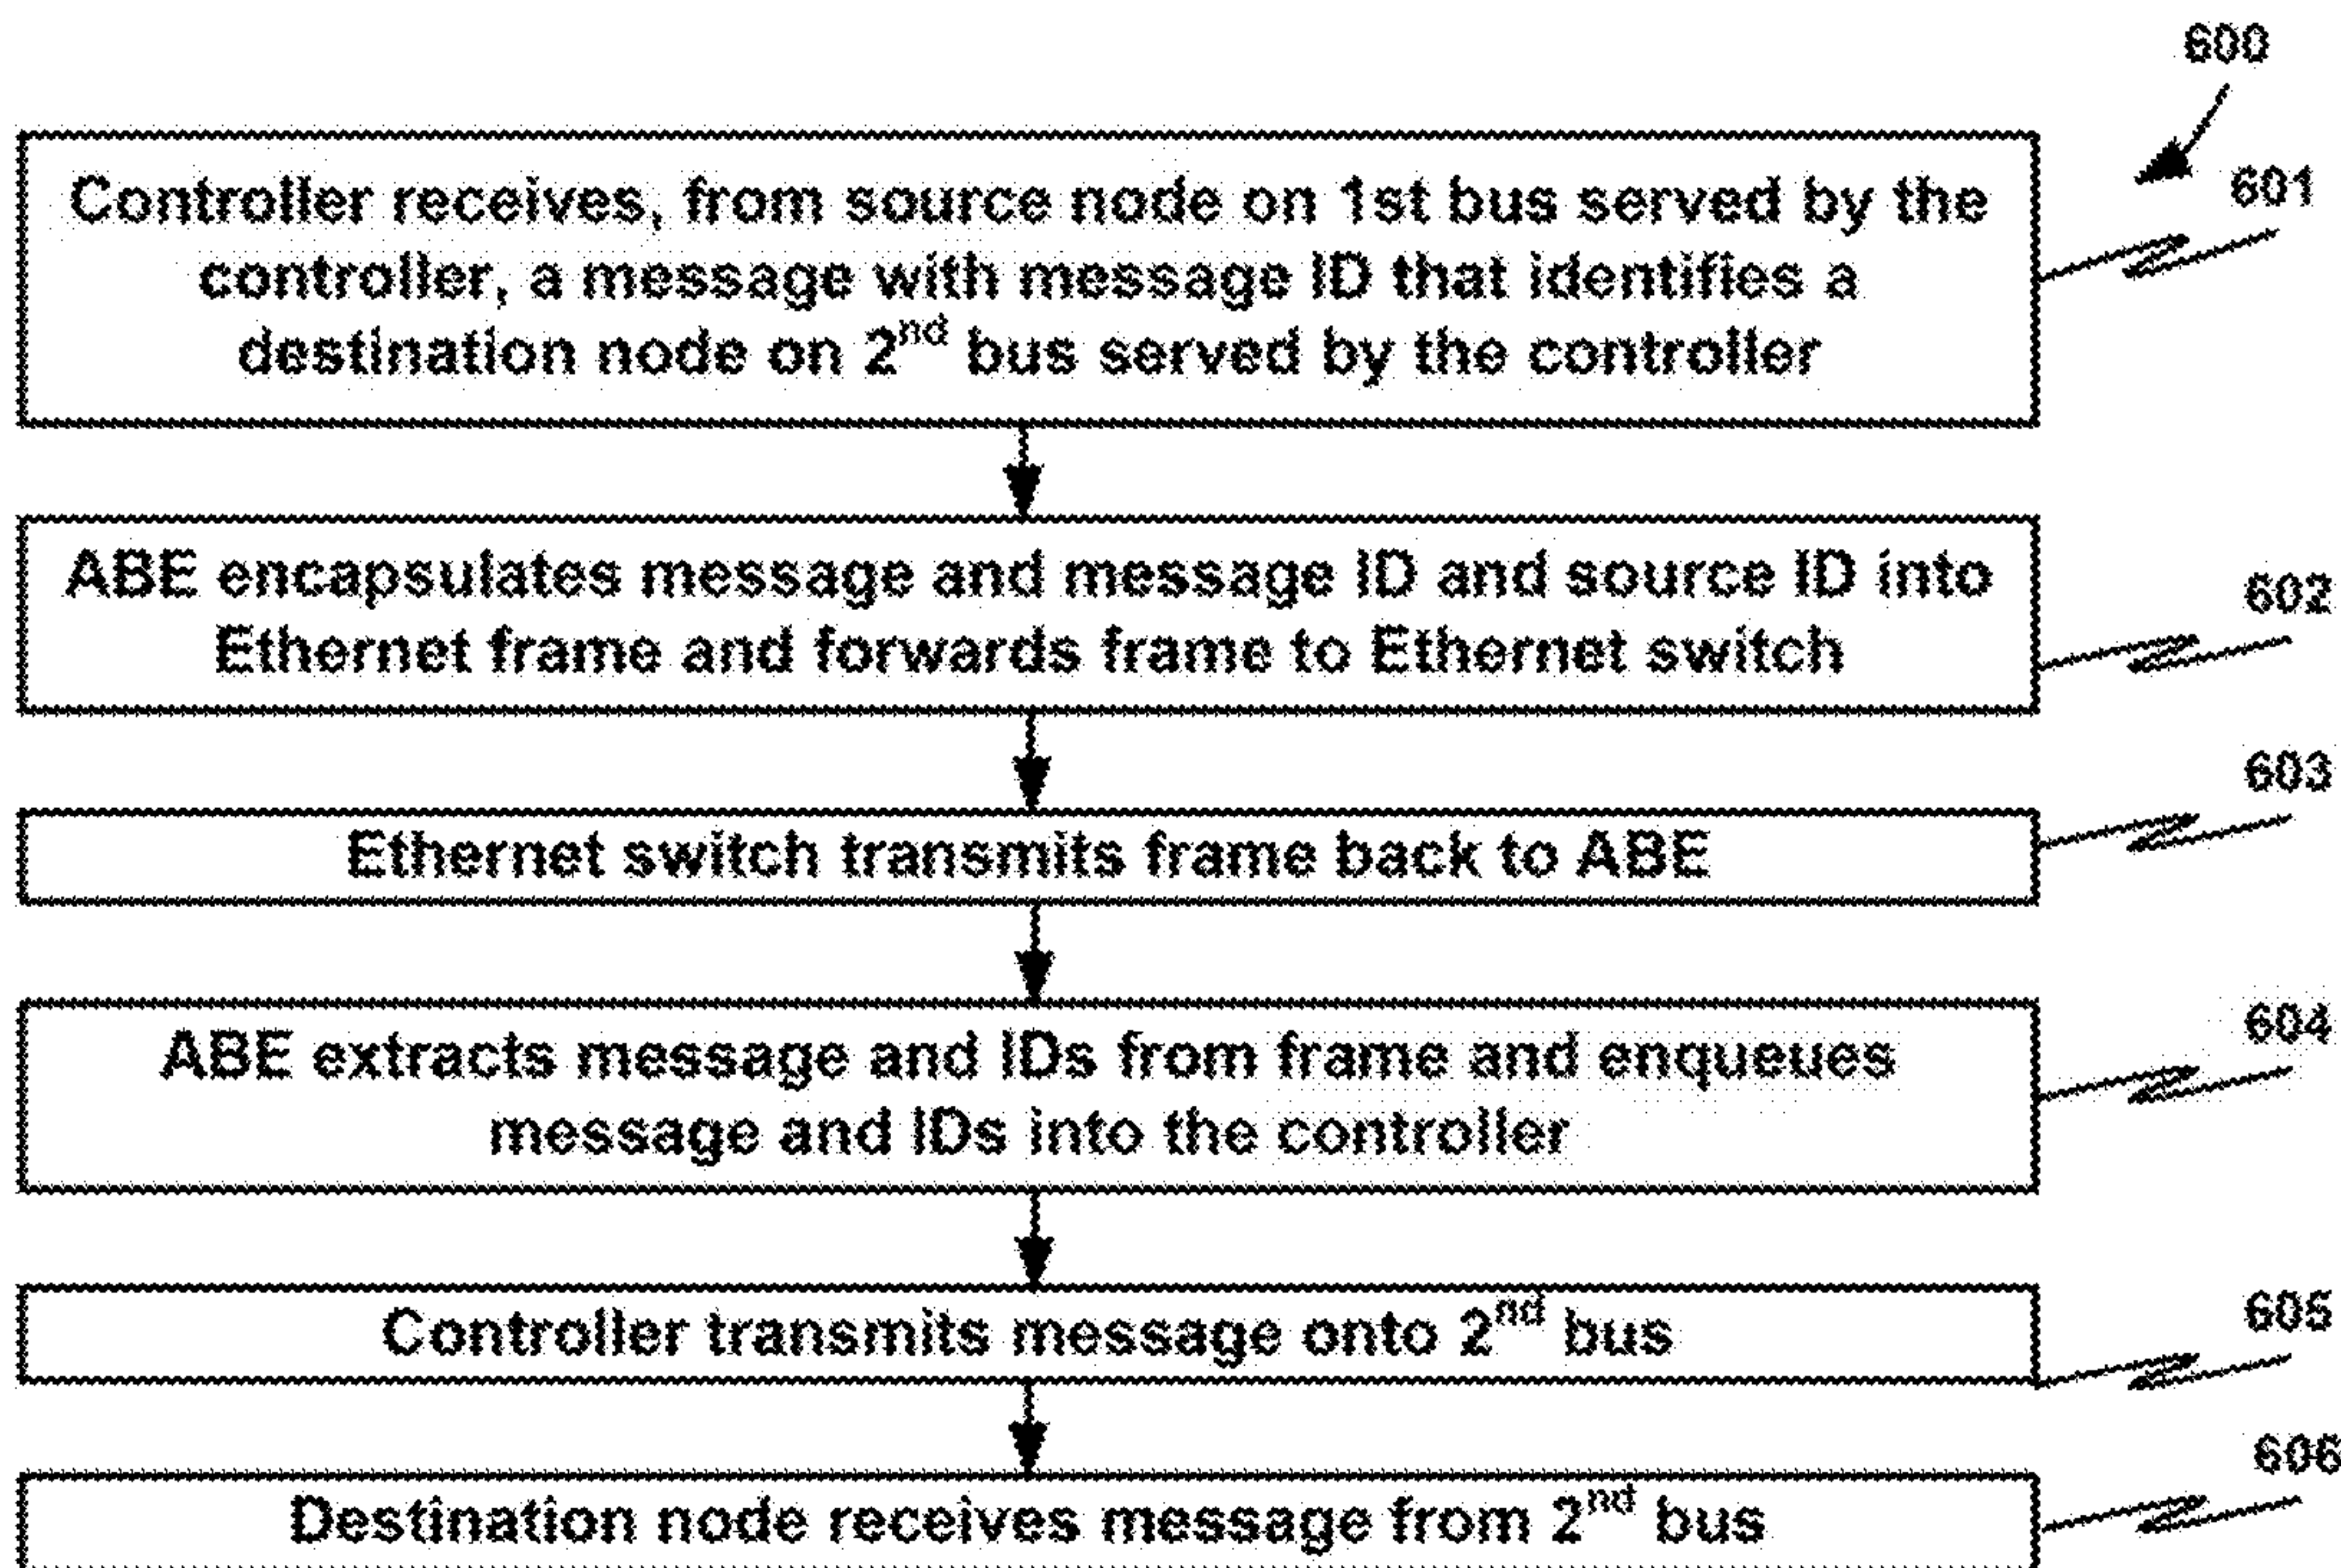 600
Controller receives, from source node on 1st bus served by the
controller, a message with message ID that identifies a
destination node on 2nd bus served by the controller
601
ABE encapsulates message and message ID and source ID into
Ethernet frame and forwards frame to Ethernet switch
602
603
Ethernet switch transmits frame back to ABE
604
ABE extracts message and IDs from frame and enqueues
message and IDs into the controller
605
Controller transmits message onto 2nd bus
606
Destination node receives message from 2nd bus